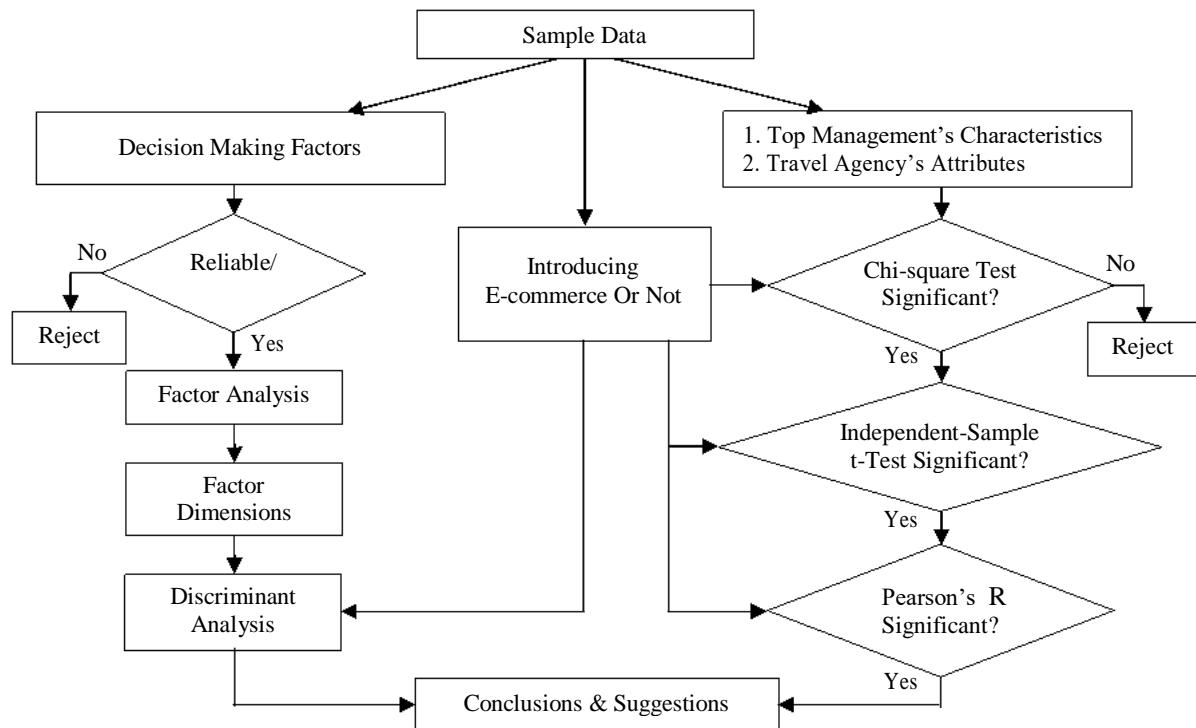 Sample Data
Decision Making Factors
1. Top Management's Characteristics
2. Travel Agency's Attributes
No
Reliable/
Introducing
E-commerce Or Not
Chi-square Test
Significant?
No
Reject
Yes
Yes
Reject
Factor Analysis
Independent-Sample
t-Test Significant?
Factor
Dimensions
Yes
Discriminant
Analysis
Pearson's R
Significant?
Yes
Conclusions & Suggestions